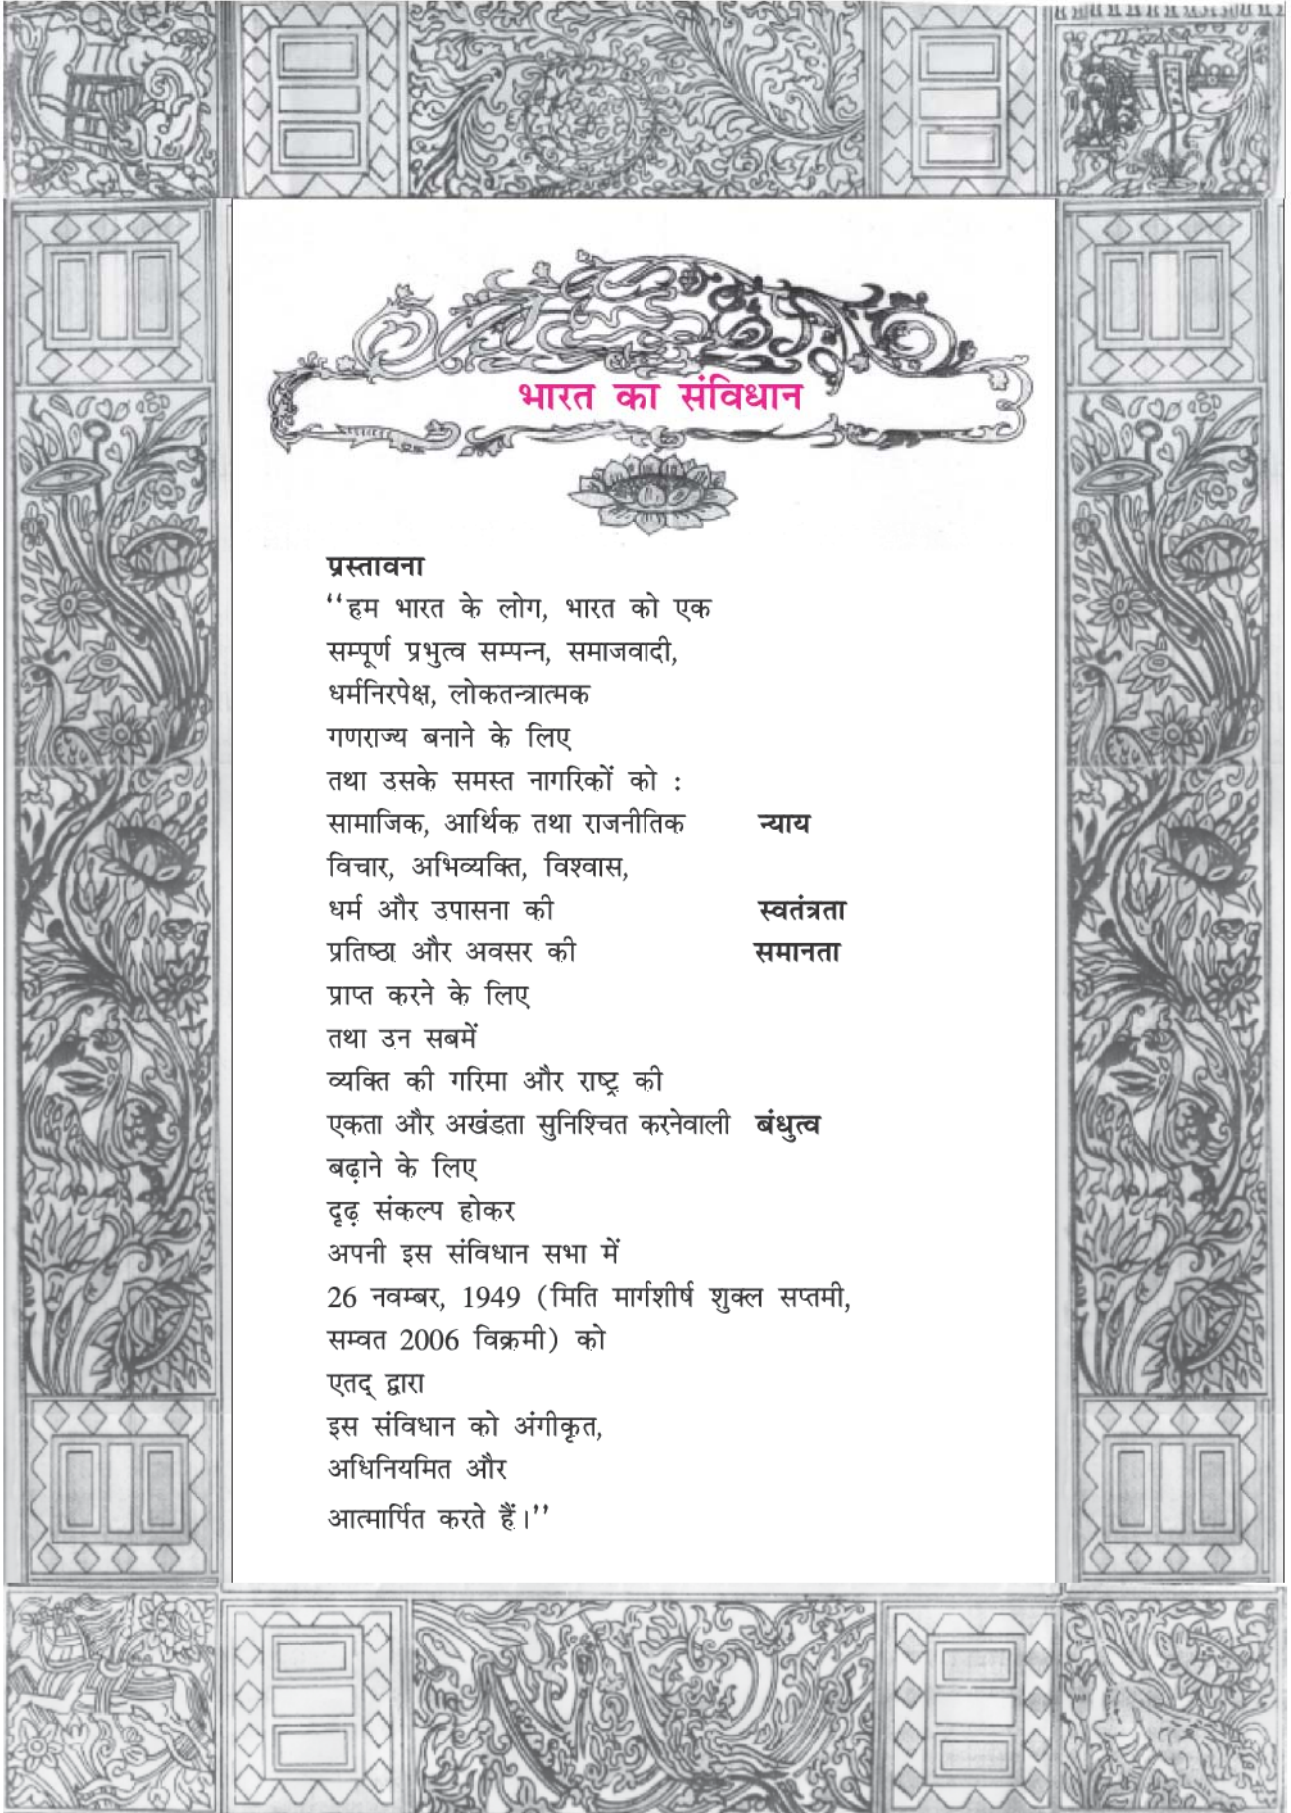 भारत का संविधान
प्रस्तावना
‘‘हम भारत के लोग, भारत को एक
सम्पूर्ण प्रभुत्व सम्पन्न, समाजवादी,
धर्मनिरपेक्ष, लोकतन्त्रात्मक
गणराज्य बनाने के लिए
तथा उसके समस्त नागरिकों को :
सामाजिक, आर्थिक तथा राजनीतिक न्याय
विचार, अभिव्यक्ति, विश्वास,
धर्म और उपासना की स्वतंत्रता
प्रतिष्ठा और अवसर की समानता
प्राप्त करने के लिए
तथा उन सबमें
व्यक्ति की गरिमा और राष्ट्र की
एकता और अखंडता सुनिश्चित करनेवाली बंधुत्व
बढ़ाने के लिए
दृढ़ संकल्प होकर
अपनी इस संविधान सभा में
26 नवम्बर, 1949 (मिति मार्गशीर्ष शुक्ल सप्तमी,
सम्वत 2006 विक्रमी) को
एतद् द्वारा
इस संविधान को अंगीकृत,
अधिनियमित और
आत्मार्पित करते हैं।’’